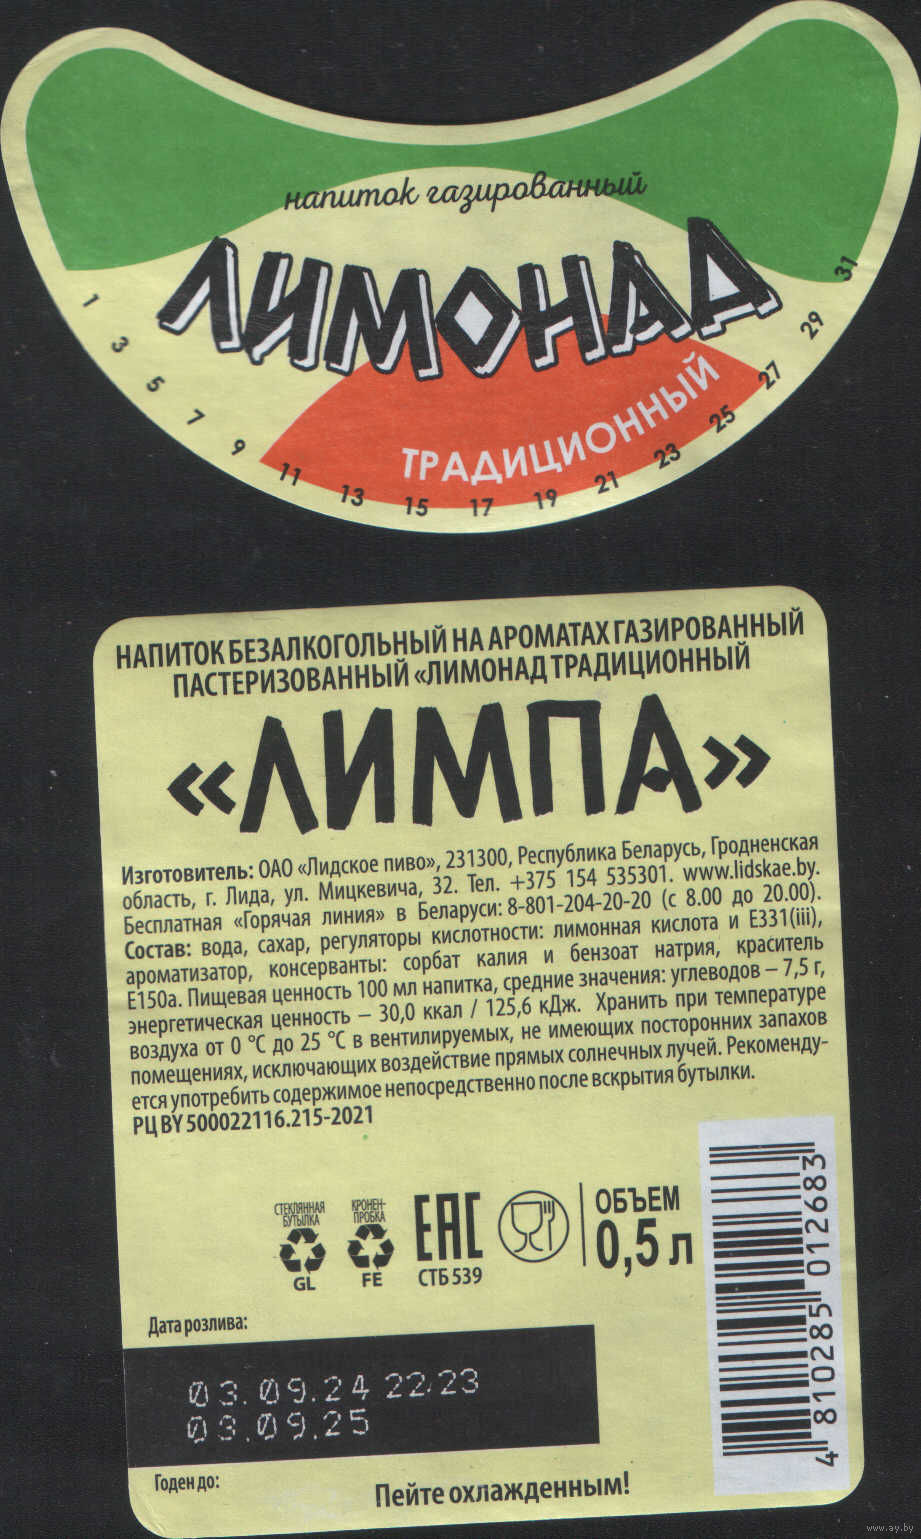 напиток газированный
ЛИМОНАД
ТРАДИЦИОННЫЙ
1 3 5 7 9 11 13 15 17 19 21 23 25 27 29 31
НАПИТОК БЕЗАЛКОГОЛЬНЫЙ НА АРОМАТАХ ГАЗИРОВАННЫЙ
ПАСТЕРИЗОВАННЫЙ «ЛИМОНАД ТРАДИЦИОННЫЙ
«ЛИМПА»
Изготовитель: ОАО «Лидское пиво», 231300, Республика Беларусь, Гродненская
область, г. Лида, ул. Мицкевича, 32. Тел. +375 154 535301. www.lidskae.by.
Бесплатная «Горячая линия» в Беларуси: 8-801-204-20-20 (с 8.00 до 20.00).
Состав: вода, сахар, регуляторы кислотности: лимонная кислота и Е331(iii),
ароматизатор, консерванты: сорбат калия и бензоат натрия, краситель
Е150а. Пищевая ценность 100 мл напитка, средние значения: углеводов – 7,5 г,
энергетическая ценность – 30,0 ккал / 125,6 кДж. Хранить при температуре
воздуха от 0 °С до 25 °С в вентилируемых, не имеющих посторонних запахов
помещениях, исключающих воздействие прямых солнечных лучей. Рекоменду-
ется употребить содержимое непосредственно после вскрытия бутылки.
РЦ BY 500022116.215-2021
СТЕКЛЯННАЯ
БУТЫЛКА
GL
КРОНЕН-
ПРОБКА
FE
EAC
СТБ 539
ОБЪЕМ
0,5 л
4 810285 012683
Дата розлива:
03.09.24 22:23
03.09.25
Годен до:
Пейте охлажденным!
www.ay.by